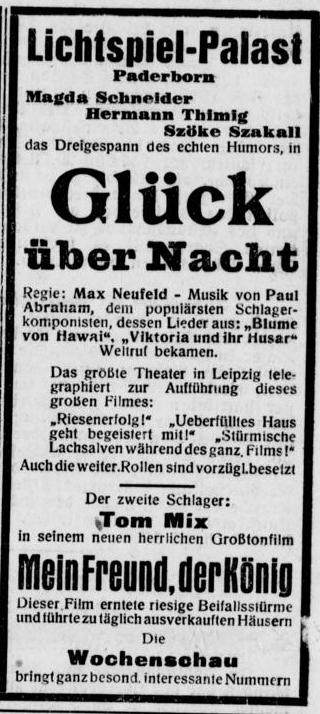 Lichtspiel-Palast
Paderborn
Magda Schneider
Hermann Thimig
Szöke Szakall
das Dreigespann des echten Humors, in
Glück
über Nacht
Regie: Max Neufeld - Musik von Paul
Abraham, dem populärsten Schlager-
komponisten, dessen Lieder aus: „Blume
von Hawai“, „Viktoria und ihr Husar“
Weltruf bekamen.
Das größte Theater in Leipzig tele-
graphiert zur Aufführung dieses
großen Filmes:
„Riesenerfolg!“ „Ueberfülltes Haus
geht begeistert mit!“ „Stürmische
Lachsalven während des ganz. Films!“
Auch die weiter. Rollen sind vorzügl. besetzt
Der zweite Schlager:
Tom Mix
in seinem neuen herrlichen Großtonfilm
Mein Freund, der König
Dieser Film erntete riesige Beifallsstürme
und führte zu täglich ausverkauften Häusern
Die
Wochenschau
bringt ganz besond. interessante Nummern